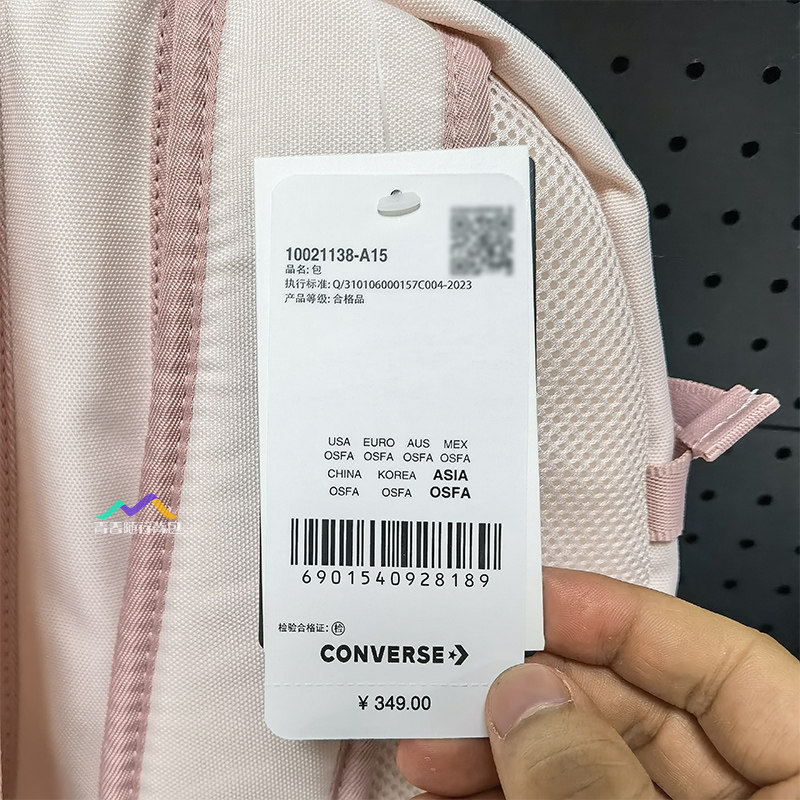 10021138-A15
品名: 包
执行标准: Q/310106000157C004-2023
产品等级: 合格品
USA EURO AUS MEX
OSFA OSFA OSFA OSFA
CHINA KOREA ASIA
OSFA OSFA OSFA
6901540928189
检验合格证: 检
CONVERSE
¥ 349.00